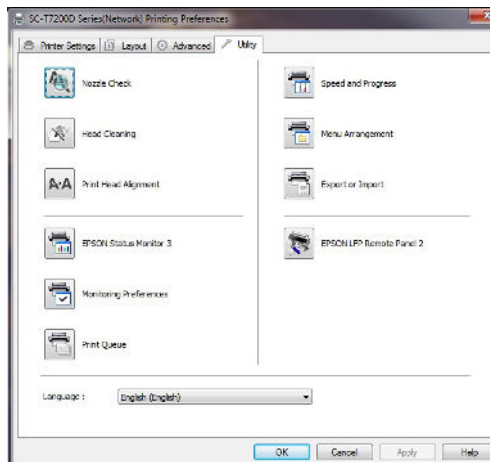 SC-T7200D Series(Network) Printing Preferences
Printer Settings
Layout
Advanced
Utility
Nozzle Check
Speed and Progress
Head Cleaning
Menu Arrangement
A·A
Print Head Alignment
Export or Import
EPSON Status Monitor 3
EPSON LFP Remote Panel 2
Monitoring Preferences
Print Queue
Language :
English (English)
OK
Cancel
Apply
Help